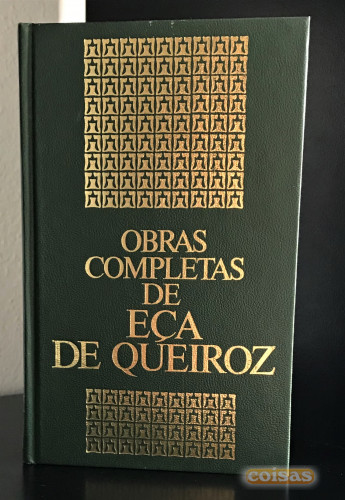 OBRAS
COMPLETAS
DE
EÇA
DE QUEIROZ
coisas